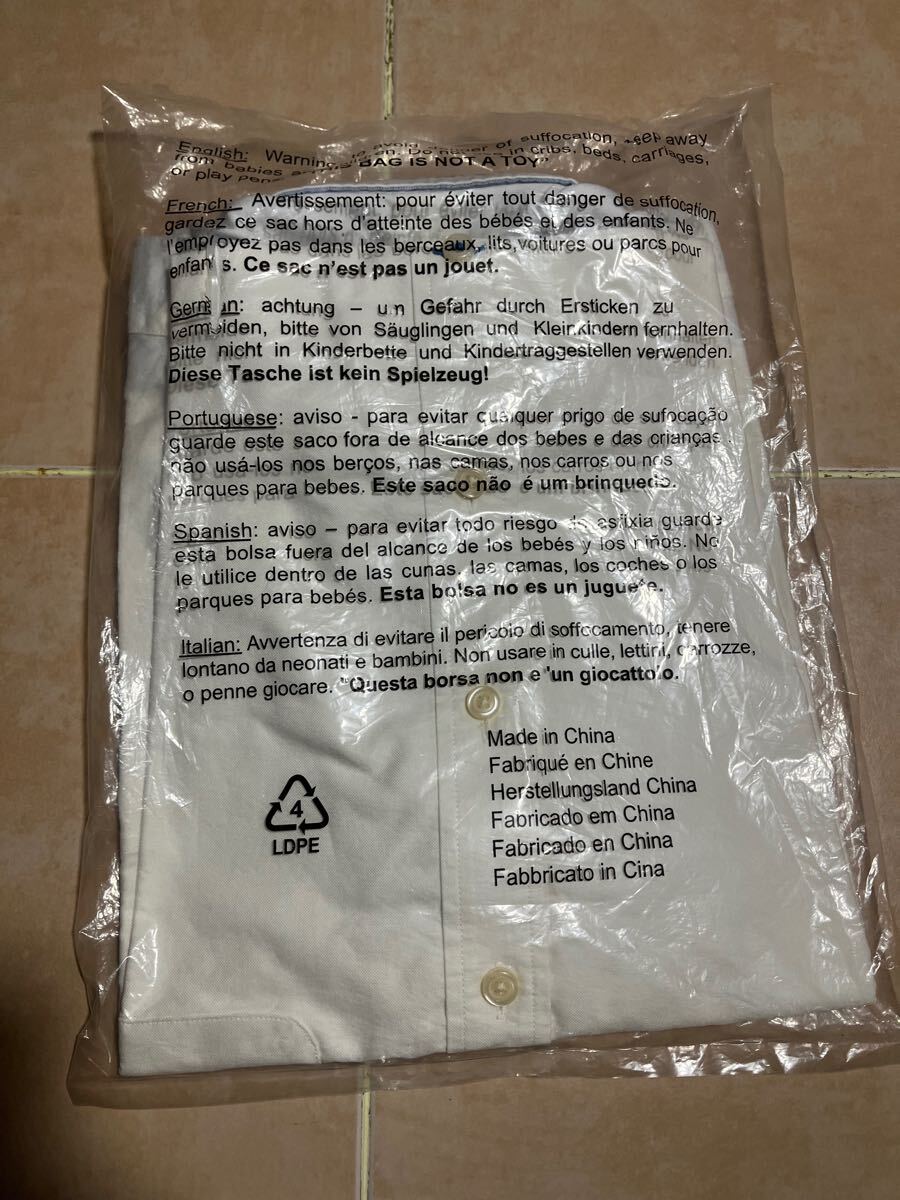 English: Warning avoid of suffocation, away
from babies BAG IS NOT A TOY" in cribs, beds, carriages,
or play pens
French: Avertissement: pour éviter tout danger de suffocation,
gardez ce sac hors d'atteinte des bébés et des enfants. Ne
l'employez pas dans les berceaux, lits,voitures ou parcs pour
enfants. Ce sac n'est pas un jouet.
German: achtung – un Gefahr durch Ersticken zu
vermeiden, bitte von Säuglingen und Kleinkindern fernhalten.
Bitte nicht in Kinderbette und Kindertraggestellen verwenden.
Diese Tasche ist kein Spielzeug!
Portuguese: aviso - para evitar qualquer prigo de sufocação
guarde este saco fora de alcance dos bebes e das crianças.
não usá-los nos berços, nas camas, nos carros ou nos
parques para bebes. Este saco não é um brinquedo.
Spanish: aviso – para evitar todo riesgo de asfixia guarde
esta bolsa fuera del alcance de los bebés y los niños. No
le utilice dentro de las cunas. las camas, los coches o los
parques para bebés. Esta bolsa no es un juguete.
Italian: Avvertenza di evitare il pericoio di soffocamento, tenere
lontano da neonati e bambini. Non usare in culle, lettini, carrozze,
o penne giocare. "Questa borsa non e 'un giocattolo.
Made in China
Fabriqué en Chine
Herstellungsland China
Fabricado em China
Fabricado en China
Fabbricato in Cina
4
LDPE